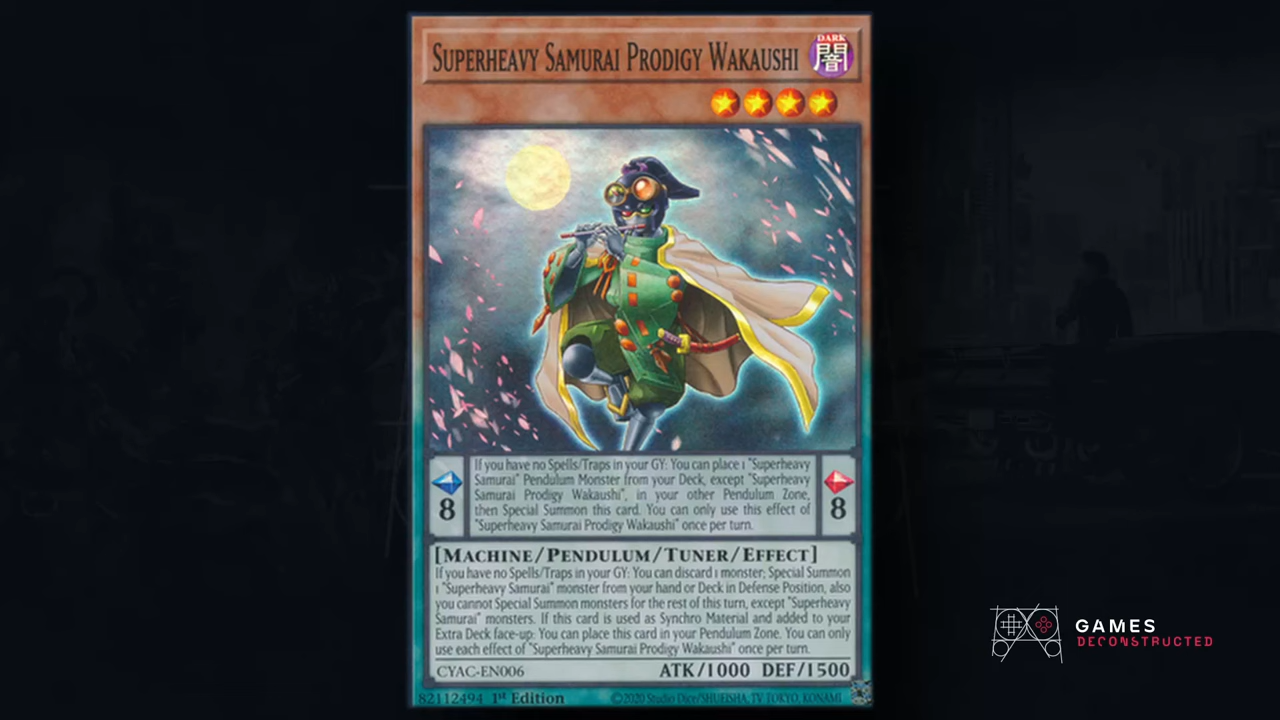 SUPERHEAVY SAMURAI PRODIGY WAKAUSHI
DARK
闇
If you have no Spells/Traps in your GY: You can place 1 "Superheavy
Samurai" Pendulum Monster from your Deck, except "Superheavy
Samurai Prodigy Wakaushi", in your other Pendulum Zone,
then Special Summon this card. You can only use this effect of
"Superheavy Samurai Prodigy Wakaushi" once per turn.
8
8
[MACHINE/PENDULUM/TUNER/EFFECT]
If you have no Spells/Traps in your GY: You can discard 1 monster; Special Summon
1 "Superheavy Samurai" monster from your hand or Deck in Defense Position, also
you cannot Special Summon monsters for the rest of this turn, except "Superheavy
Samurai" monsters. If this card is used as Synchro Material and added to your
Extra Deck face-up: You can place this card in your Pendulum Zone. You can only
use each effect of "Superheavy Samurai Prodigy Wakaushi" once per turn.
CYAC-EN006
ATK/1000 DEF/1500
82112494 1st Edition
©2020 Studio Dice/SHUEISHA, TV TOKYO, KONAMI
GAMES
DECONSTRUCTED